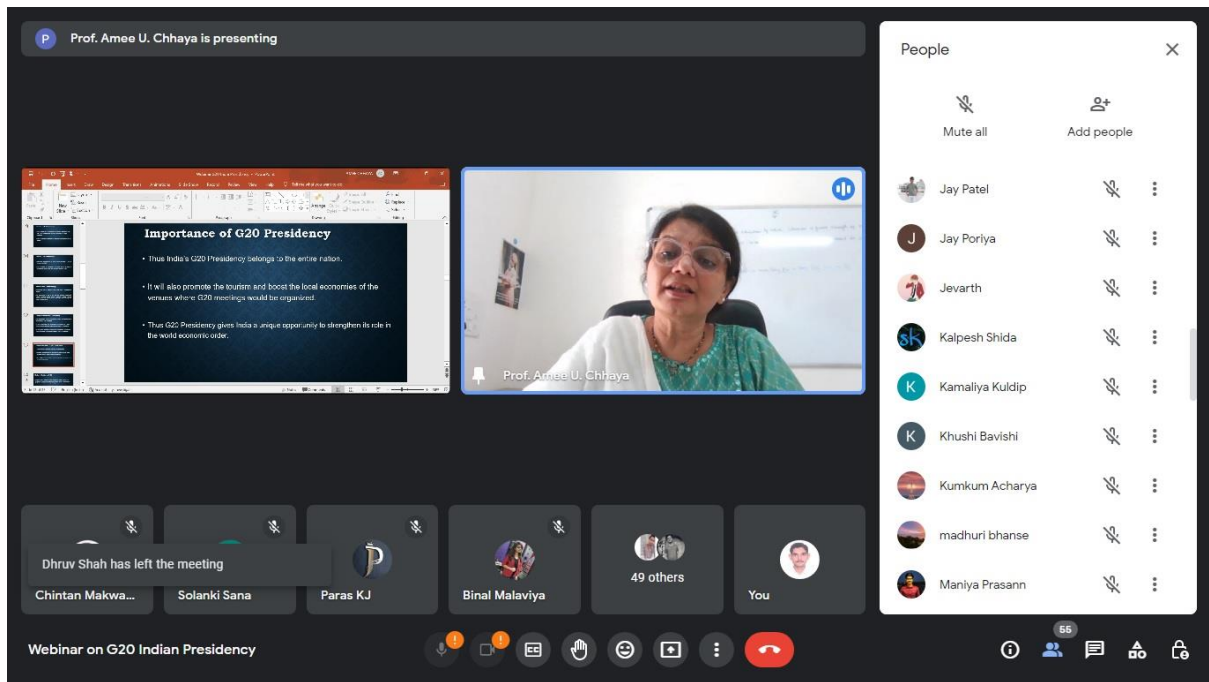 P Prof. Amee U. Chhaya is presenting
Importance of G20 Presidency
• Thus India's G20 Presidency belongs to the entire nation.
• It will also promote the tourism and boost the local economies of the
venues where G20 meetings would be organized.
• Thus G20 Presidency gives India a unique opportunity to strengthen its role in
the world economic order.
Prof. Amee U. Chhaya
Dhruv Shah has left the meeting
Chintan Makwa...
Solanki Sana
Paras KJ
Binal Malaviya
49 others
You
Webinar on G20 Indian Presidency
People
Mute all
Add people
Jay Patel
J Jay Poriya
Jevarth
sk Kalpesh Shida
K Kamaliya Kuldip
K Khushi Bavishi
Kumkum Acharya
madhuri bhanse
Maniya Prasann
55